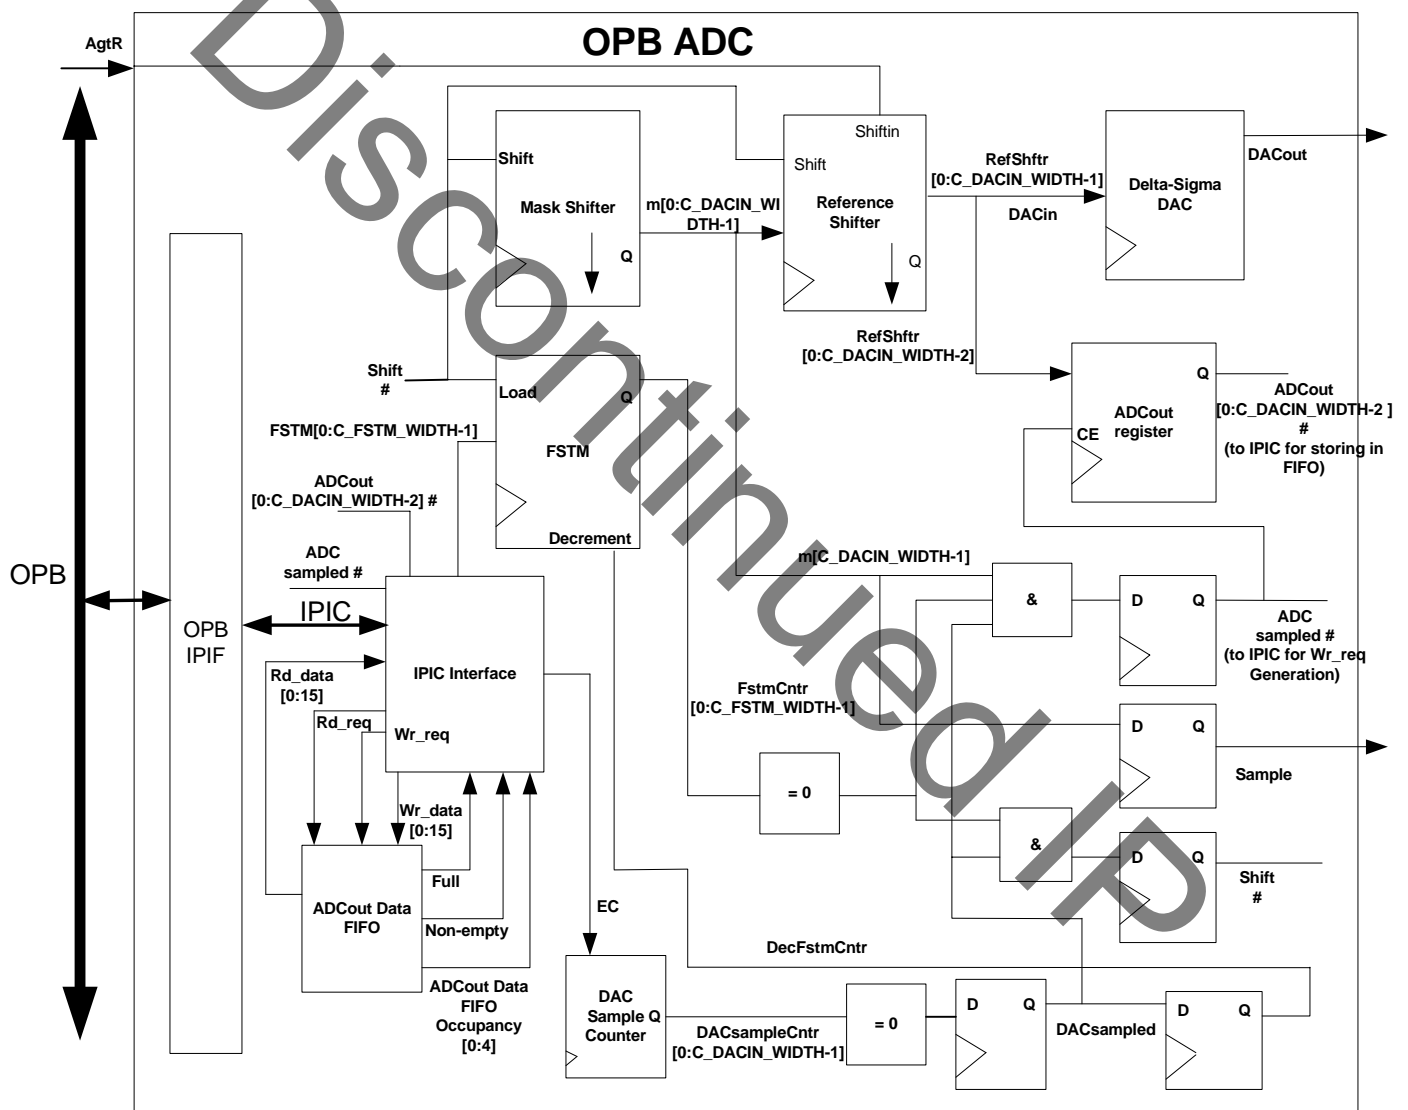 OPB ADC
AgtR
Shiftin
Shift
Shift
Mask Shifter
Q
m[0:C_DACIN_WI
DTH-1]
Reference
Shifter
Q
RefShftr
[0:C_DACIN_WIDTH-1]
DACin
Delta-Sigma
DAC
DACout
RefShftr
[0:C_DACIN_WIDTH-2]
Shift
#
Load
Q
FSTM[0:C_FSTM_WIDTH-1]
FSTM
Decrement
ADCout
[0:C_DACIN_WIDTH-2] #
ADC
sampled #
Q
ADCout
register
CE
ADCout
[0:C_DACIN_WIDTH-2 ]
#
(to IPIC for storing in
FIFO)
OPB
OPB
IPIF
IPIC
IPIC Interface
Rd_data
[0:15]
Rd_req
Wr_req
Wr_data
[0:15]
ADCout Data
FIFO
Full
Non-empty
ADCout Data
FIFO
Occupancy
[0:4]
EC
m[C_DACIN_WIDTH-1]
&
D
Q
ADC
sampled #
(to IPIC for Wr_req
Generation)
FstmCntr
[0:C_FSTM_WIDTH-1]
= 0
D
Q
Sample
&
D
Q
Shift
#
DecFstmCntr
DAC
Sample
Counter
Q
DACsampleCntr
[0:C_DACIN_WIDTH-1]
= 0
D
Q
DACsampled
D
Q
Discontinued IP